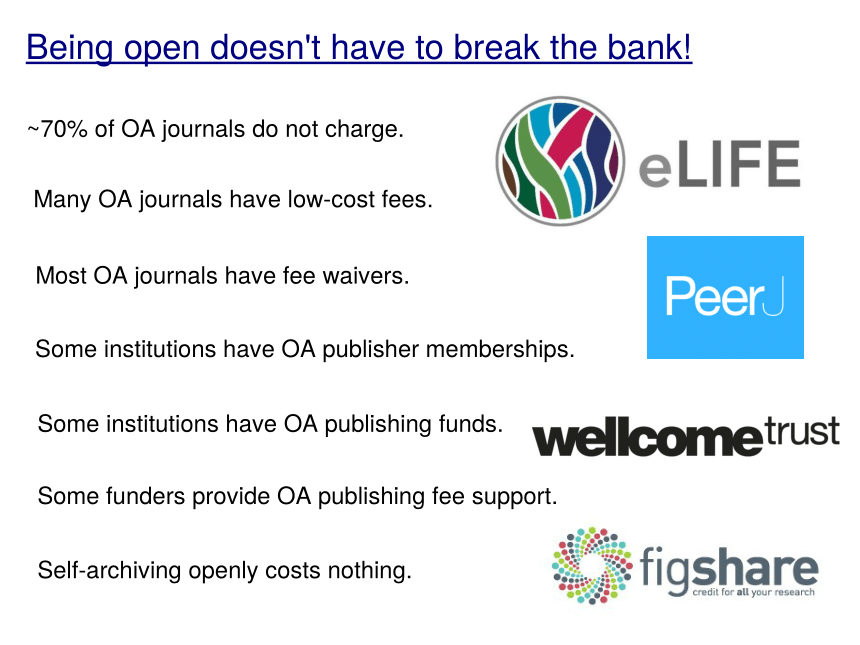 Being open doesn't have to break the bank!
~70% of OA journals do not charge.
eLIFE
Many OA journals have low-cost fees.
Most OA journals have fee waivers.
PeerJ
Some institutions have OA publisher memberships.
Some institutions have OA publishing funds.
wellcometrust
Some funders provide OA publishing fee support.
Self-archiving openly costs nothing.
figshare
credit for all your research